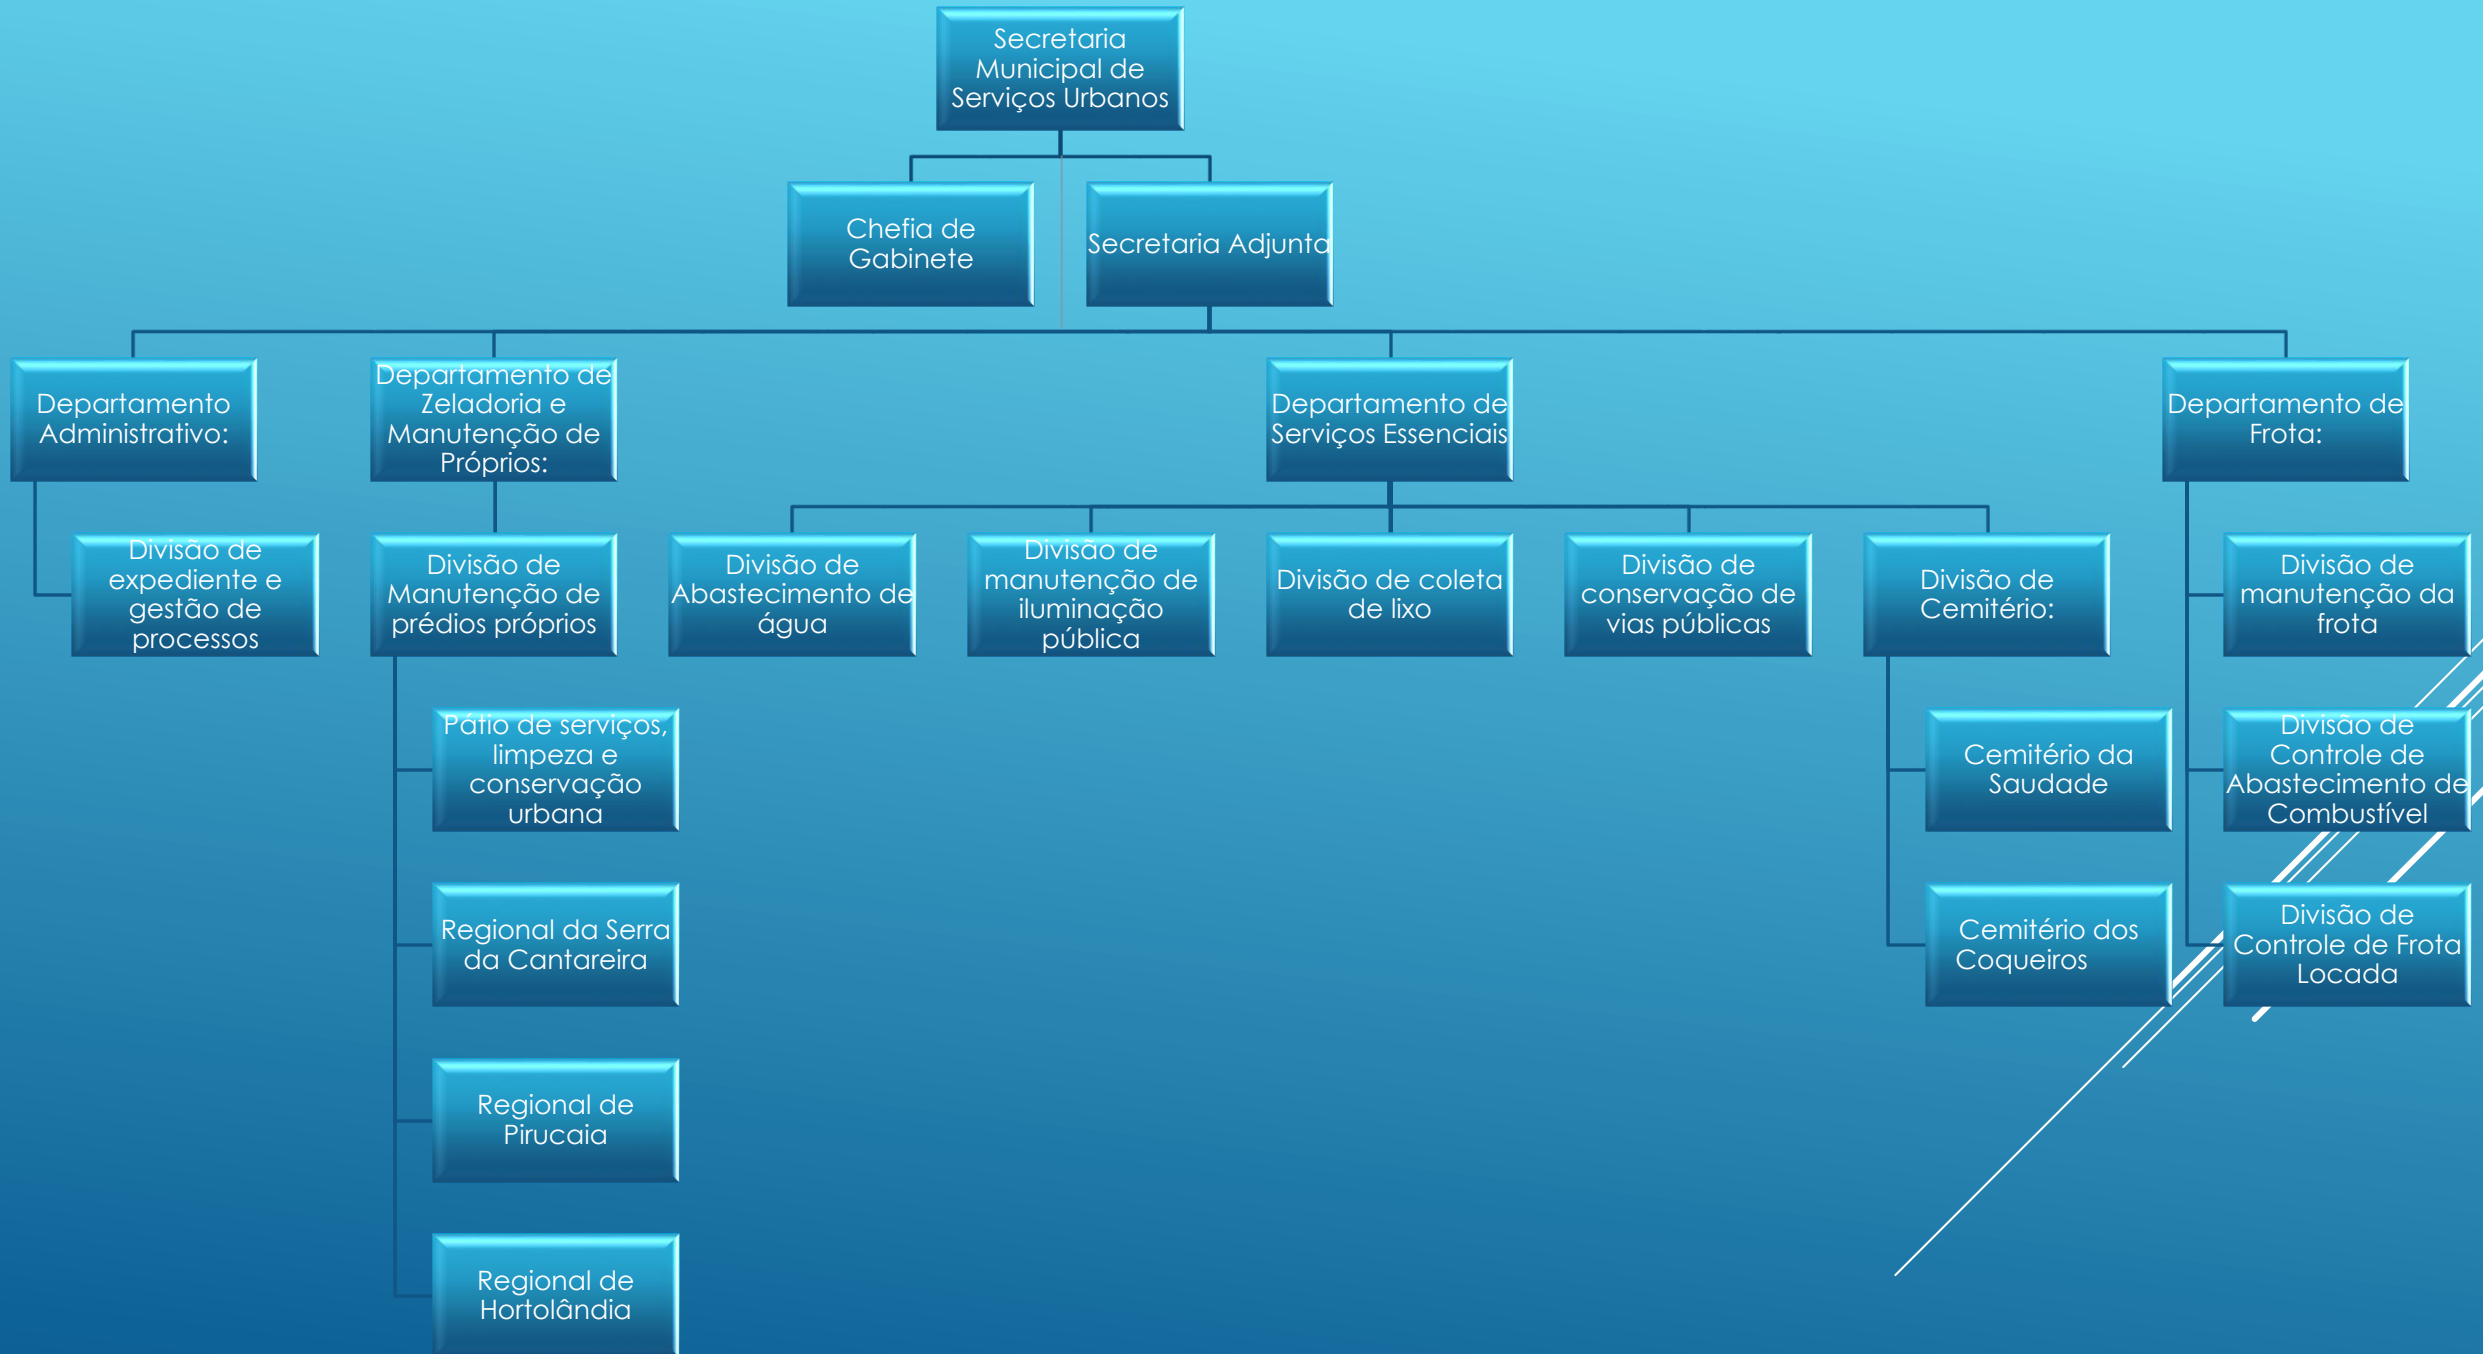 Secretaria
Municipal de
Serviços Urbanos
Chefia de
Gabinete
Secretaria Adjunta
Departamento
Administrativo:
Departamento de
Zeladoria e
Manutenção de
Próprios:
Departamento de
Serviços Essenciais
Departamento de
Frota:
Divisão de
expediente e
gestão de
processos
Divisão de
Manutenção de
prédios próprios
Divisão de
Abastecimento de
água
Divisão de
manutenção de
iluminação
pública
Divisão de coleta
de lixo
Divisão de
conservação de
vias públicas
Divisão de
Cemitério:
Divisão de
manutenção da
frota
Pátio de serviços,
limpeza e
conservação
urbana
Cemitério da
Saudade
Divisão de
Controle de
Abastecimento de
Combustível
Regional da Serra
da Cantareira
Cemitério dos
Coqueiros
Divisão de
Controle de Frota
Locada
Regional de
Pirucaia
Regional de
Hortolândia